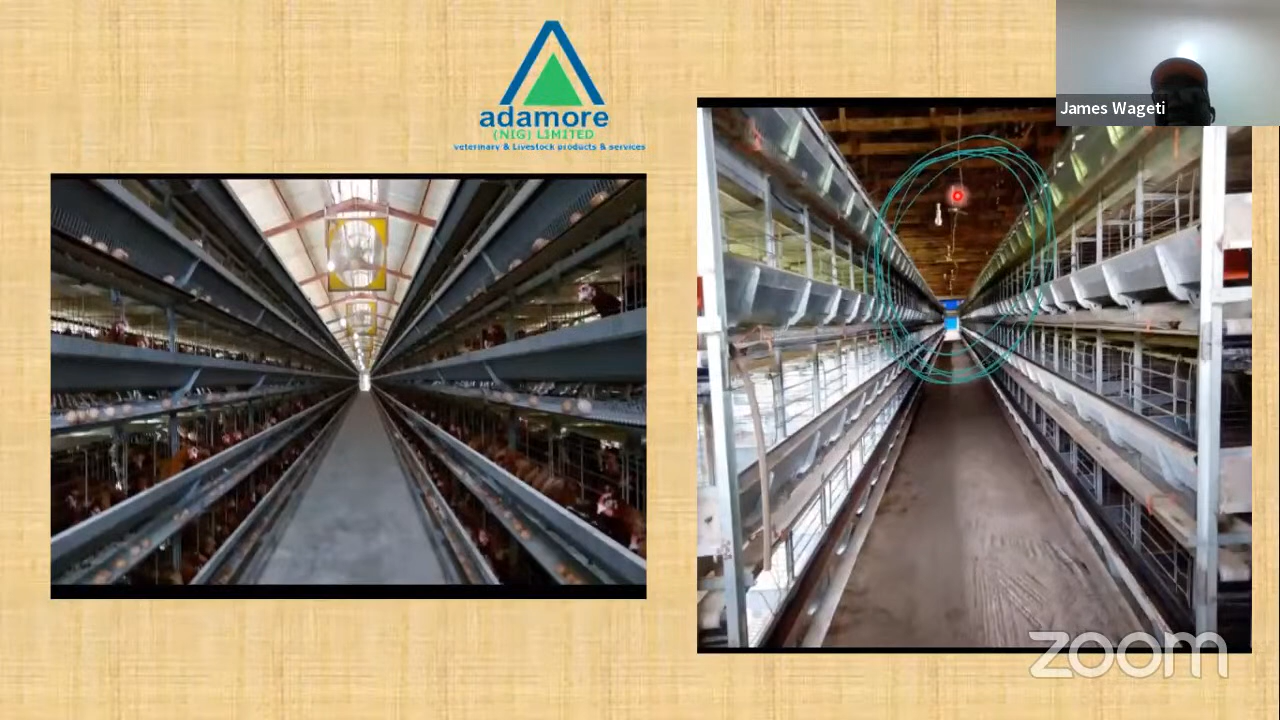 adamore
(NIG) LIMITED
veterinary & Livestock products & services
James Wageti
zoom